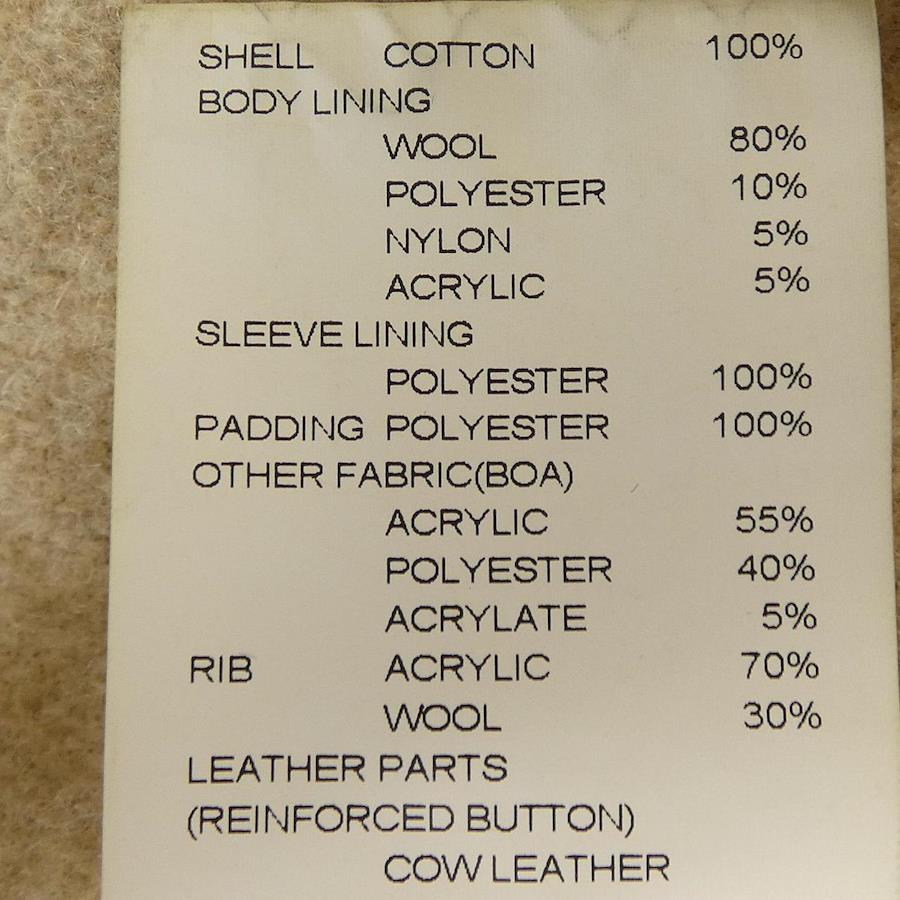 SHELL COTTON 100%
BODY LINING
WOOL 80%
POLYESTER 10%
NYLON 5%
ACRYLIC 5%
SLEEVE LINING
POLYESTER 100%
PADDING POLYESTER 100%
OTHER FABRIC(BOA)
ACRYLIC 55%
POLYESTER 40%
ACRYLATE 5%
RIB ACRYLIC 70%
WOOL 30%
LEATHER PARTS
(REINFORCED BUTTON)
COW LEATHER